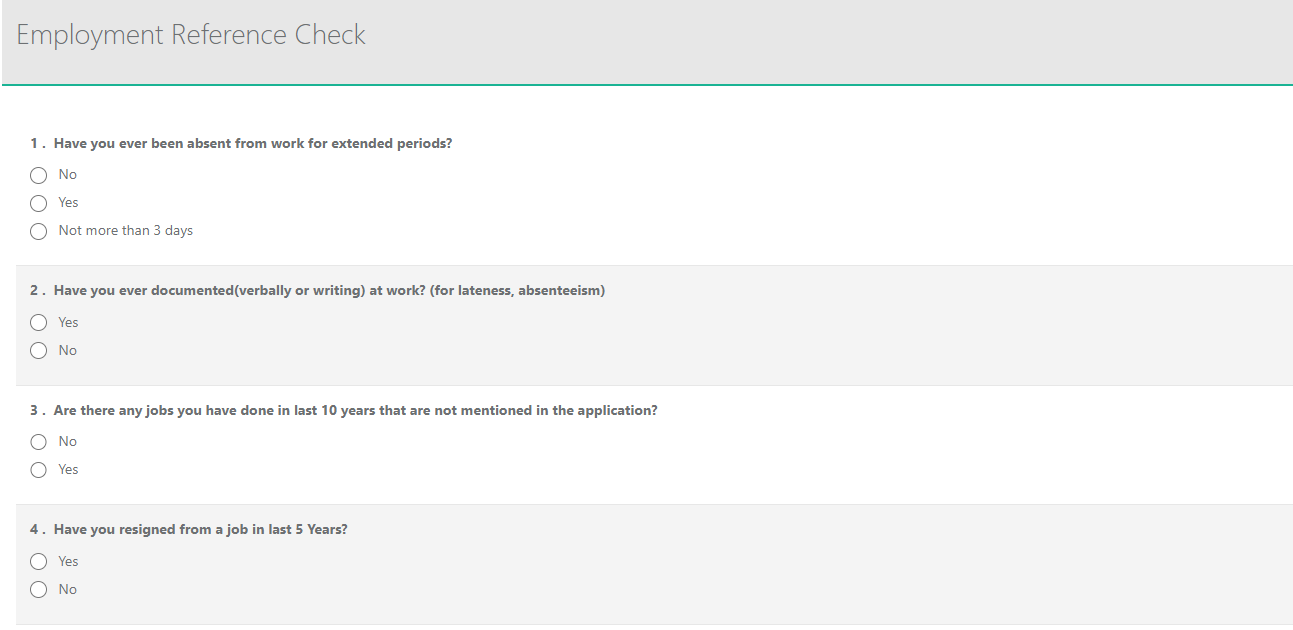 Employment Reference Check
1 . Have you ever been absent from work for extended periods?
No
Yes
Not more than 3 days
2 . Have you ever documented(verbally or writing) at work? (for lateness, absenteeism)
Yes
No
3 . Are there any jobs you have done in last 10 years that are not mentioned in the application?
No
Yes
4 . Have you resigned from a job in last 5 Years?
Yes
No